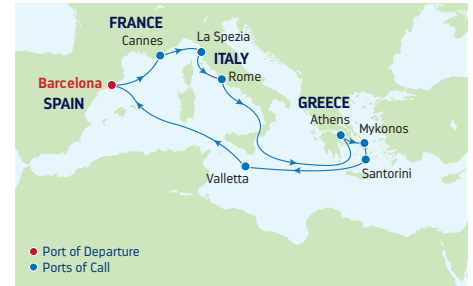 FRANCE
Cannes
La Spezia
ITALY
Rome
Barcelona
SPAIN
GREECE
Athens
Mykonos
Santorini
Valletta
Port of Departure
Ports of Call